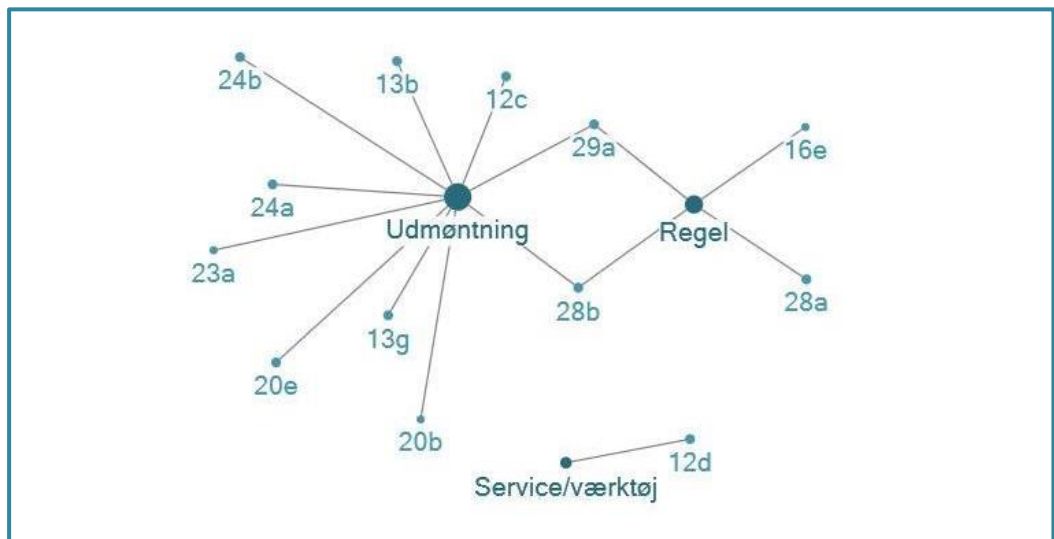 24b
13b
12c
29a
16e
24a
Udmøntning
Regel
23a
28b
28a
13g
20e
20b
12d
Service/værktøj